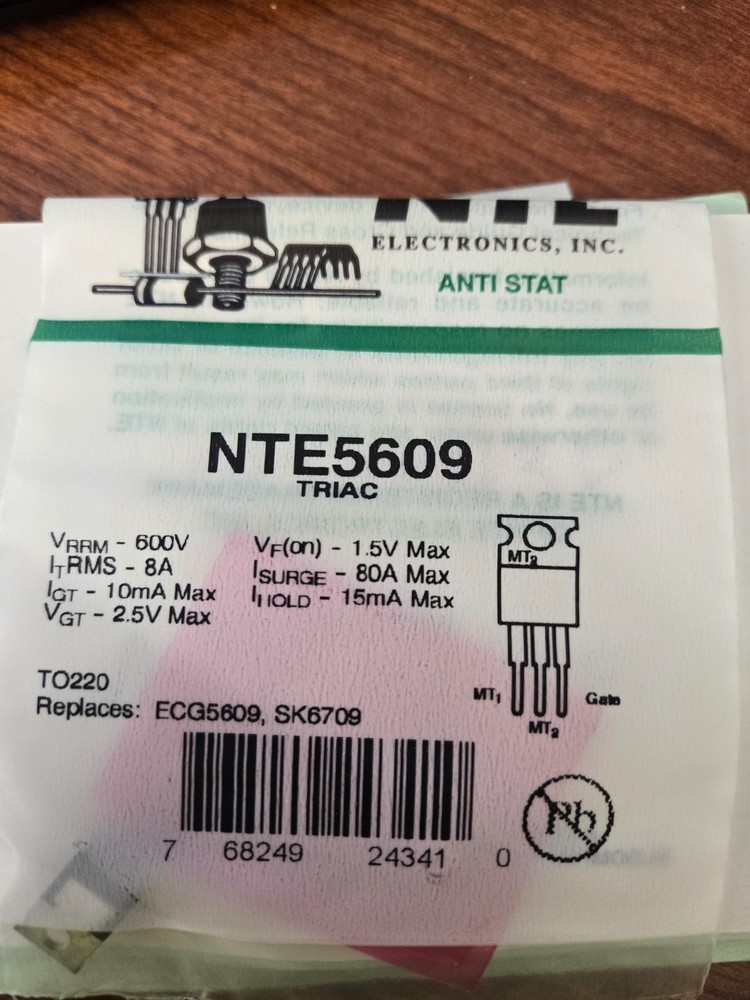 NTE
ELECTRONICS, INC.
ANTI STAT
NTE5609
TRIAC
VRRM - 600V
ITRMS - 8A
IGT - 10mA Max
VGT - 2.5V Max
VF(on) - 1.5V Max
ISURGE - 80A Max
IHOLD - 15mA Max
MT2
MT1
Gate
MT2
TO220
Replaces: ECG5609, SK6709
7 68249 24341 0
Pb